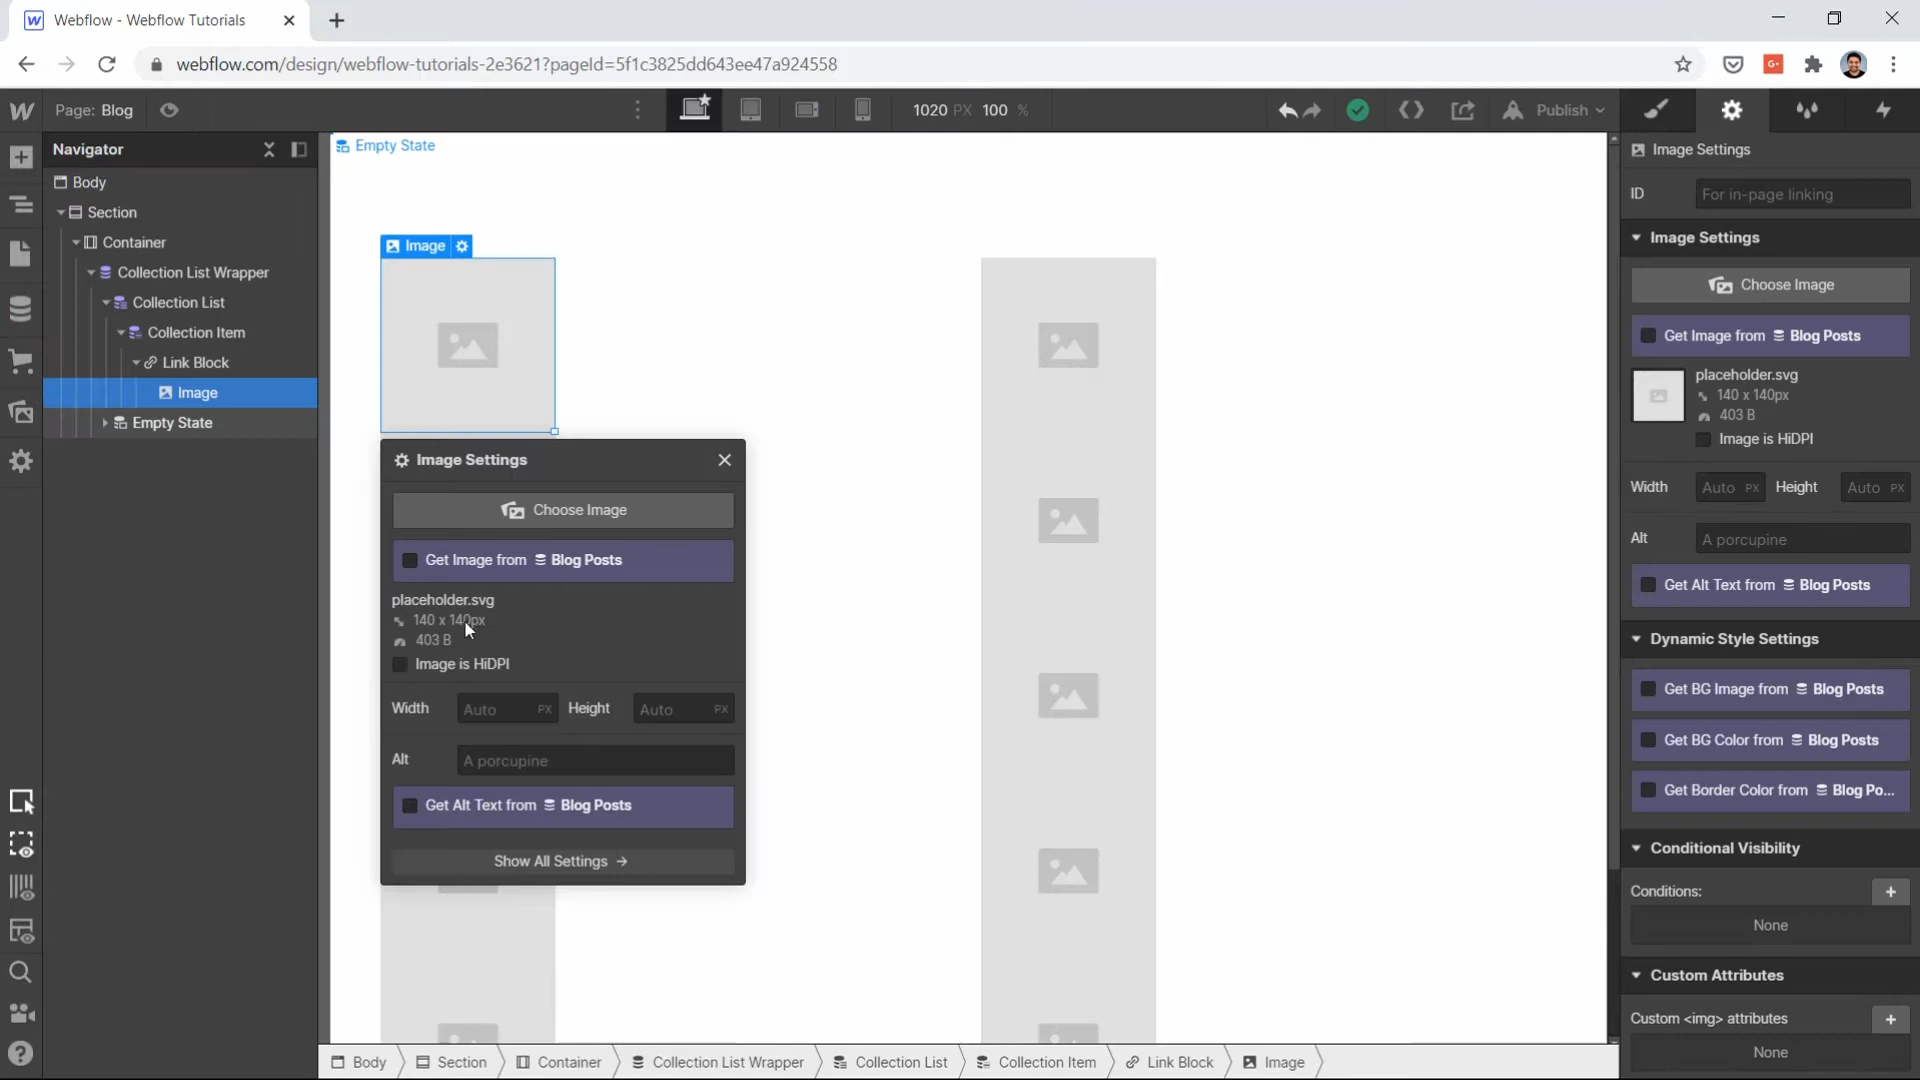 Webflow - Webflow Tutorials
webflow.com/design/webflow-tutorials-2e3621?pageId=5f1c3825dd643ee47a924558
Page: Blog
1020 PX 100 %
Publish
Navigator
Body
Section
Container
Collection List Wrapper
Collection List
Collection Item
Link Block
Image
Empty State
Empty State
Image
Image Settings
Choose Image
Get Image from Blog Posts
placeholder.svg
140 x 140px
403 B
Image is HiDPI
Width Auto PX Height Auto PX
Alt A porcupine
Get Alt Text from Blog Posts
Show All Settings →
Image Settings
ID For in-page linking
Image Settings
Choose Image
Get Image from Blog Posts
placeholder.svg
140 x 140px
403 B
Image is HiDPI
Width Auto PX Height Auto PX
Alt A porcupine
Get Alt Text from Blog Posts
Dynamic Style Settings
Get BG Image from Blog Posts
Get BG Color from Blog Posts
Get Border Color from Blog Po...
Conditional Visibility
Conditions:
None
Custom Attributes
Custom <img> attributes
None
Body Section Container Collection List Wrapper Collection List Collection Item Link Block Image